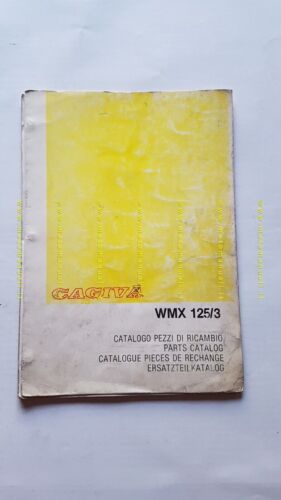 CAGIVA
WMX 125/3
CATALOGO PEZZI DI RICAMBIO
PARTS CATALOG
CATALOGUE PIECES DE RECHANGE
ERSATZTEILKATALOG